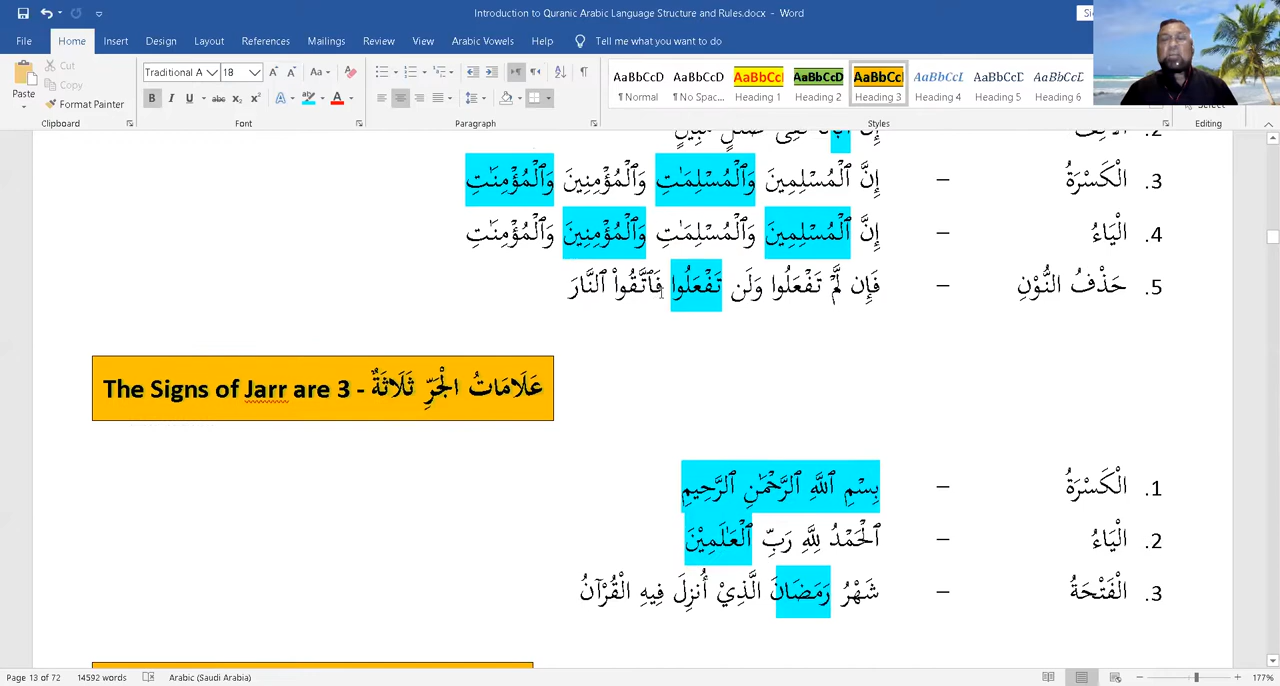 Introduction to Quranic Arabic Language Structure and Rules.docx - Word
File Home Insert Design Layout References Mailings Review View Arabic Vowels Help Tell me what you want to do
Paste
Cut
Copy
Format Painter
Traditional A 18
AaBbCcD AaBbCcD AaBbCc AaBbCcD AaBbCc AaBbCcL AaBbCcD AaBbCcD
¶ Normal ¶ No Spac... Heading 1 Heading 2 Heading 3 Heading 4 Heading 5 Heading 6
Clipboard Font Paragraph Styles Editing
3. الْكَسْرَةُ – إِنَّ ٱلْمُسْلِمِينَ وَٱلْمُسْلِمَـٰتِ وَٱلْمُؤْمِنِينَ وَٱلْمُؤْمِنَـٰتِ
4. الْيَاءُ – إِنَّ ٱلْمُسْلِمِينَ وَٱلْمُسْلِمَـٰتِ وَٱلْمُؤْمِنِينَ وَٱلْمُؤْمِنَـٰتِ
5. حَذْفُ النُّوْنِ – فَإِن لَّمْ تَفْعَلُوا وَلَن تَفْعَلُوا فَٱتَّقُواْ ٱلنَّارَ
The Signs of Jarr are 3 - عَلَامَاتُ الْجَرِّ ثَلَاثَةٌ
1. الْكَسْرَةُ – بِسْمِ ٱللَّهِ ٱلرَّحْمَـٰنِ ٱلرَّحِيمِ
2. الْيَاءُ – ٱلْحَمْدُ لِلَّهِ رَبِّ ٱلْعَـٰلَمِيْنَ
3. الْفَتْحَةُ – شَهْرُ رَمَضَانَ الَّذِيْ أُنزِلَ فِيهِ الْقُرْآنُ
Page 13 of 72 14592 words Arabic (Saudi Arabia) 177%